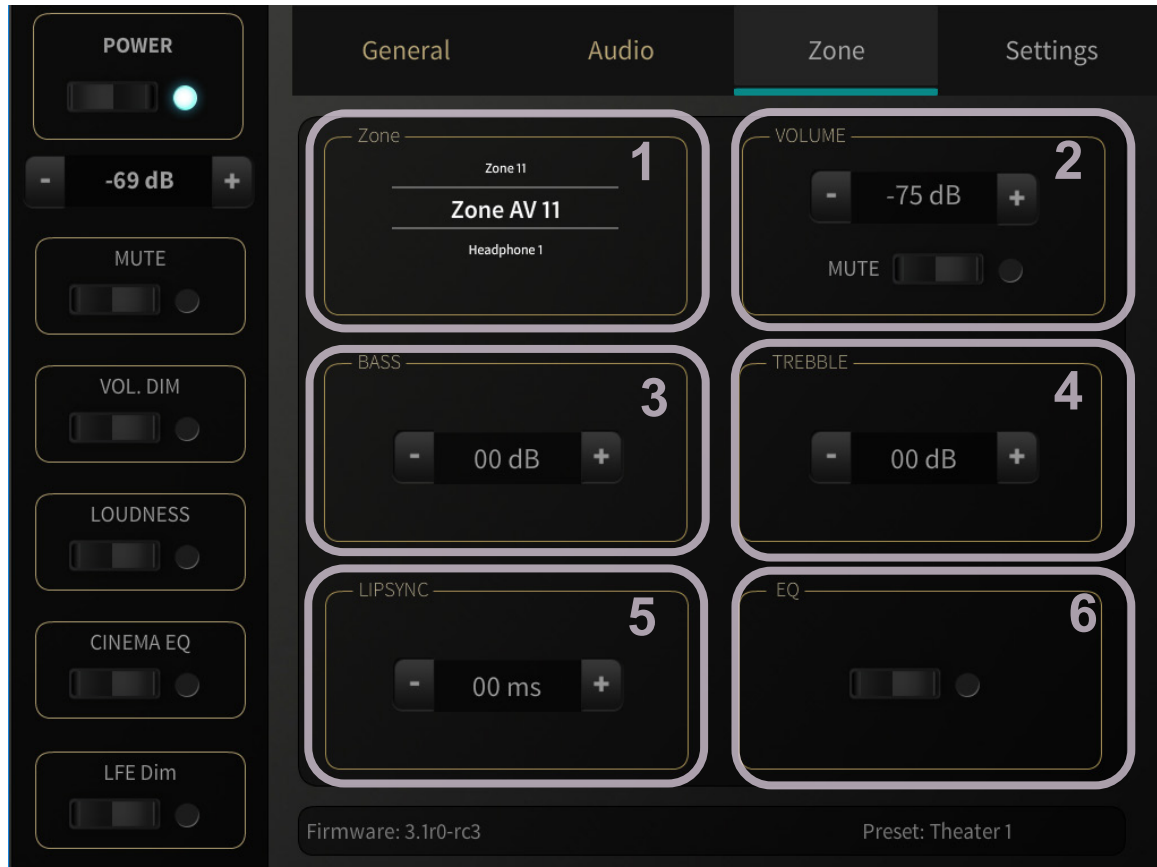 POWER
- -69 dB +
MUTE
VOL. DIM
LOUDNESS
CINEMA EQ
LFE Dim
General Audio Zone Settings
Zone
1
Zone 11
Zone AV 11
Headphone 1
VOLUME
2
- -75 dB +
MUTE
BASS
3
- 00 dB +
TREBBLE
4
- 00 dB +
LIPSYNC
5
- 00 ms +
EQ
6
Firmware: 3.1r0-rc3 Preset: Theater 1